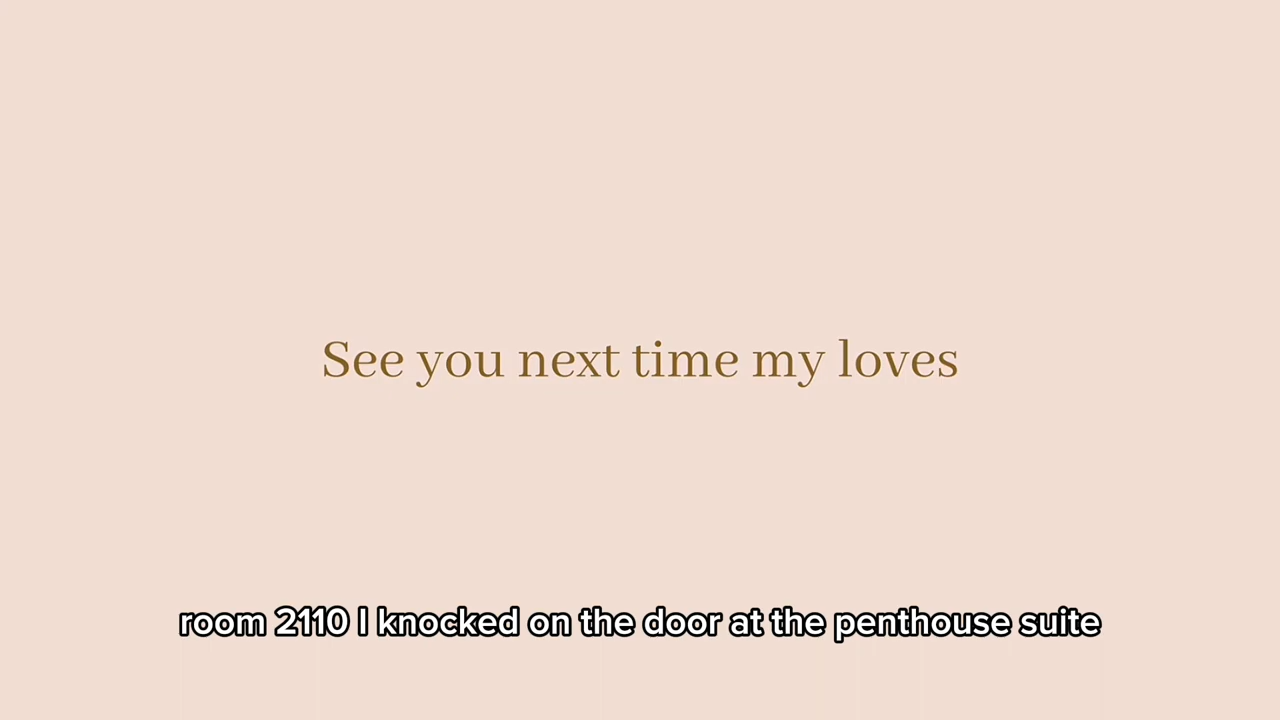 See you next time my loves
room 2110 I knocked on the door at the penthouse suite